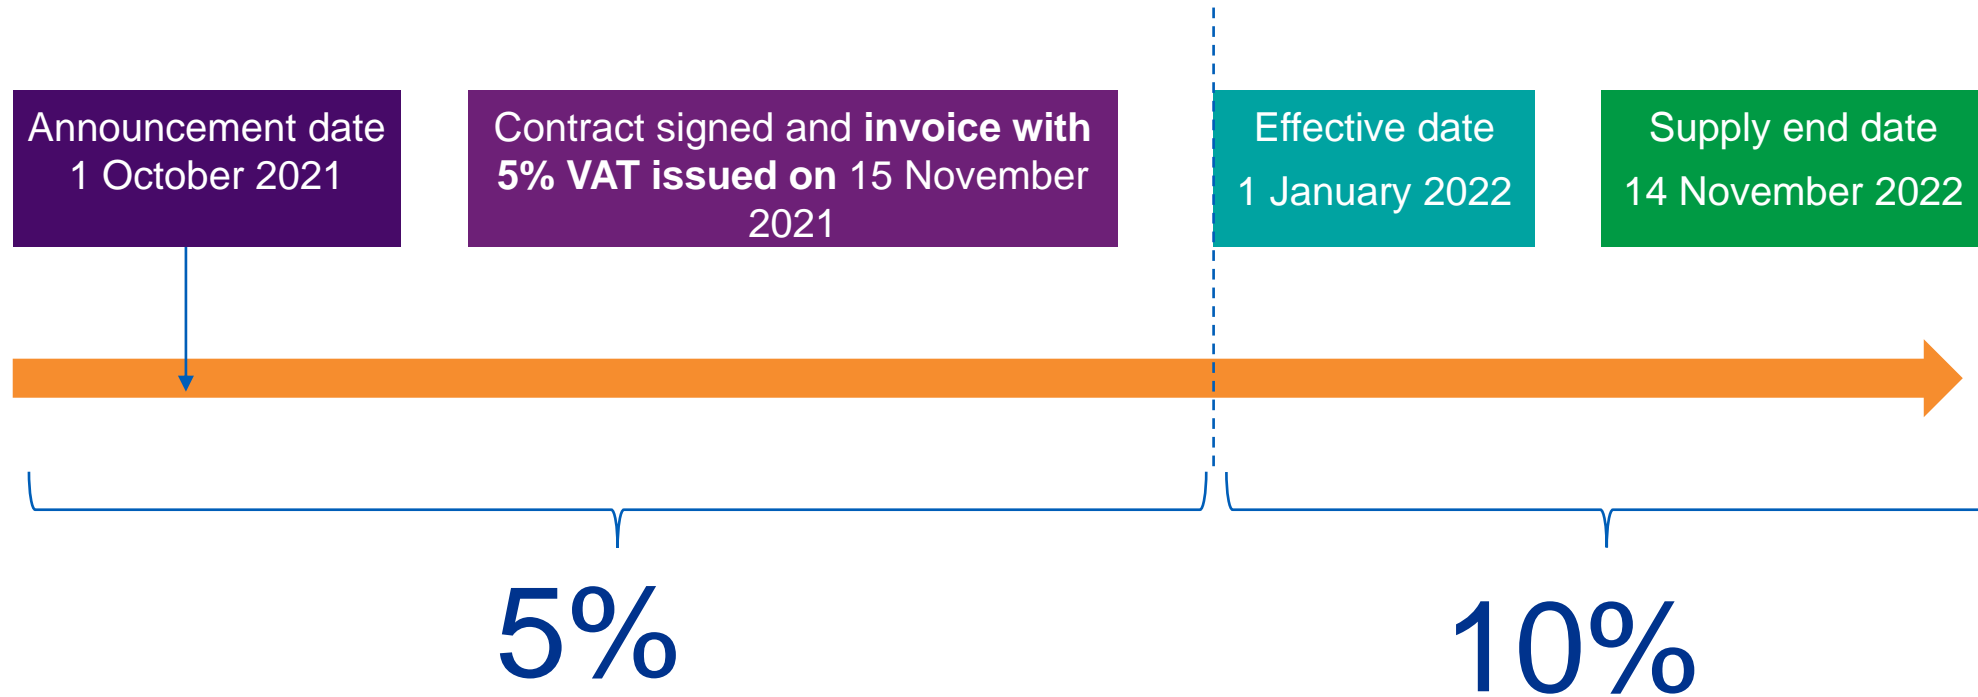 Announcement date
1 October 2021
Contract signed and invoice with
5% VAT issued on 15 November
2021
Effective date
1 January 2022
Supply end date
14 November 2022
5%
10%